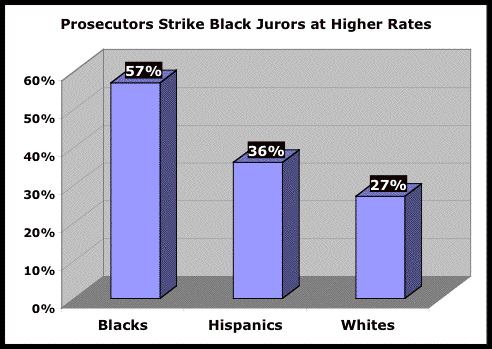 Prosecutors Strike Black Jurors at Higher Rates
60%
50%
40%
30%
20%
10%
0%
57%
36%
27%
Blacks
Hispanics
Whites